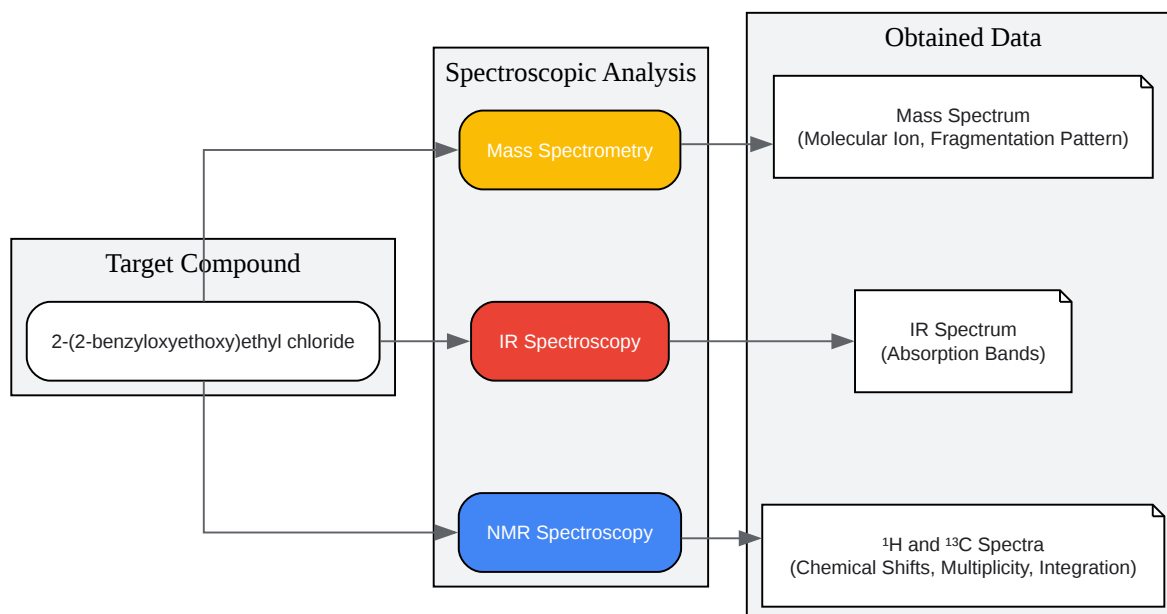 Target Compound
2-(2-benzyloxyethoxy)ethyl chloride
Spectroscopic Analysis
Mass Spectrometry
IR Spectroscopy
NMR Spectroscopy
Obtained Data
Mass Spectrum
(Molecular Ion, Fragmentation Pattern)
IR Spectrum
(Absorption Bands)
¹H and ¹³C Spectra
(Chemical Shifts, Multiplicity, Integration)